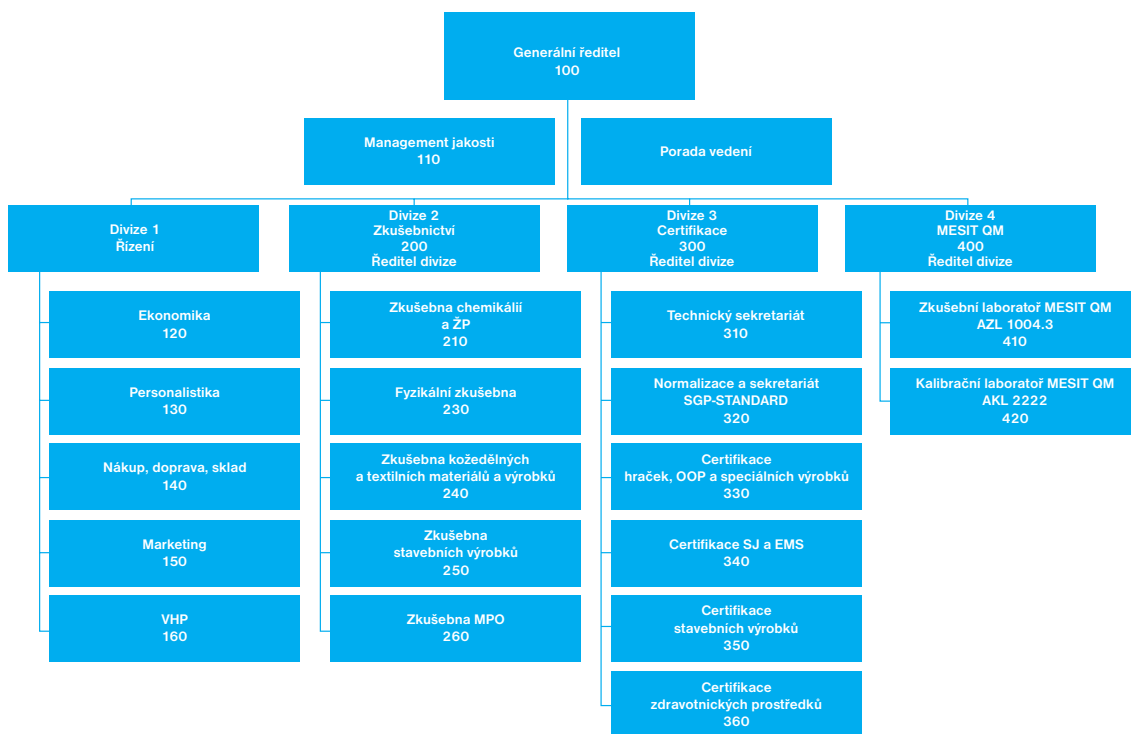 Generální ředitel
100
Management jakosti
110
Porada vedení
Divize 1
Řízení
Ekonomika
120
Personalistika
130
Nákup, doprava, sklad
140
Marketing
150
VHP
160
Divize 2
Zkušebnictví
200
Ředitel divize
Zkušebna chemikálií
a ŽP
210
Fyzikální zkušebna
230
Zkušebna kožedělných
a textilních materiálů a výrobků
240
Zkušebna
stavebních výrobků
250
Zkušebna MPO
260
Divize 3
Certifikace
300
Ředitel divize
Technický sekretariát
310
Normalizace a sekretariát
SGP-STANDARD
320
Certifikace
hraček, OOP a speciálních výrobků
330
Certifikace SJ a EMS
340
Certifikace
stavebních výrobků
350
Certifikace
zdravotnických prostředků
360
Divize 4
MESIT QM
400
Ředitel divize
Zkušební laboratoř MESIT QM
AZL 1004.3
410
Kalibrační laboratoř MESIT QM
AKL 2222
420